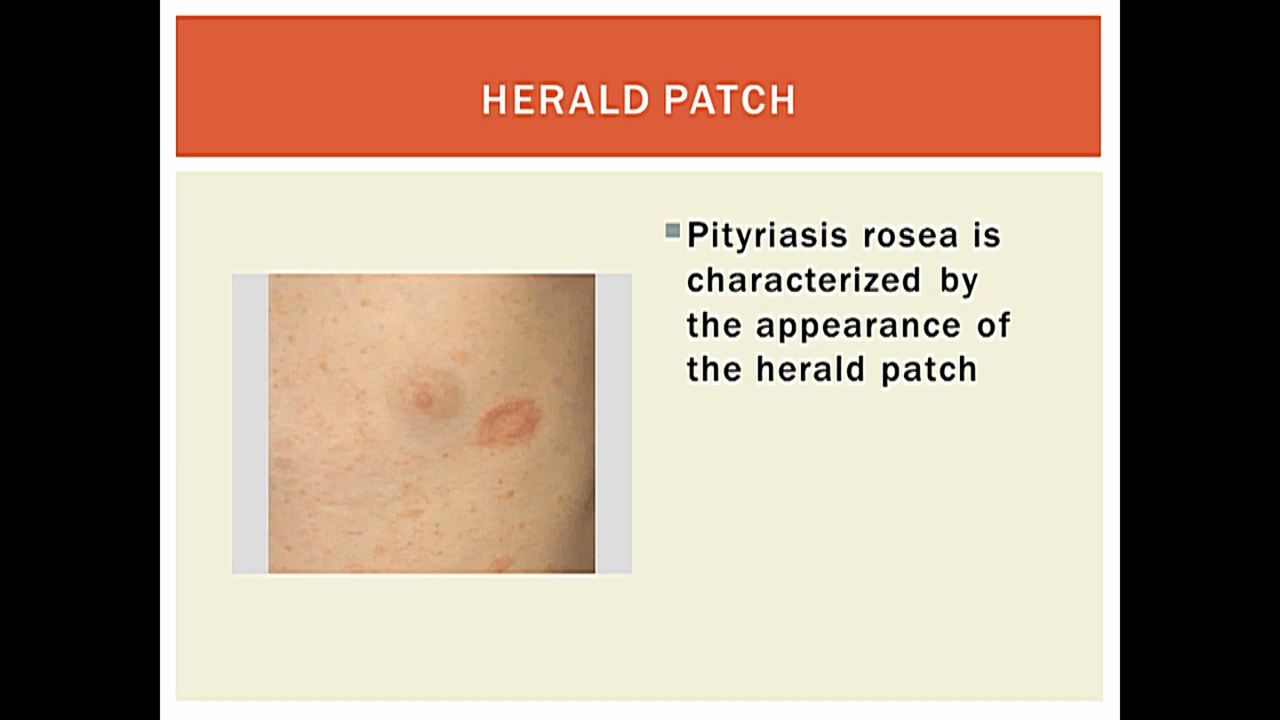 HERALD PATCH
Pityriasis rosea is
characterized by
the appearance of
the herald patch